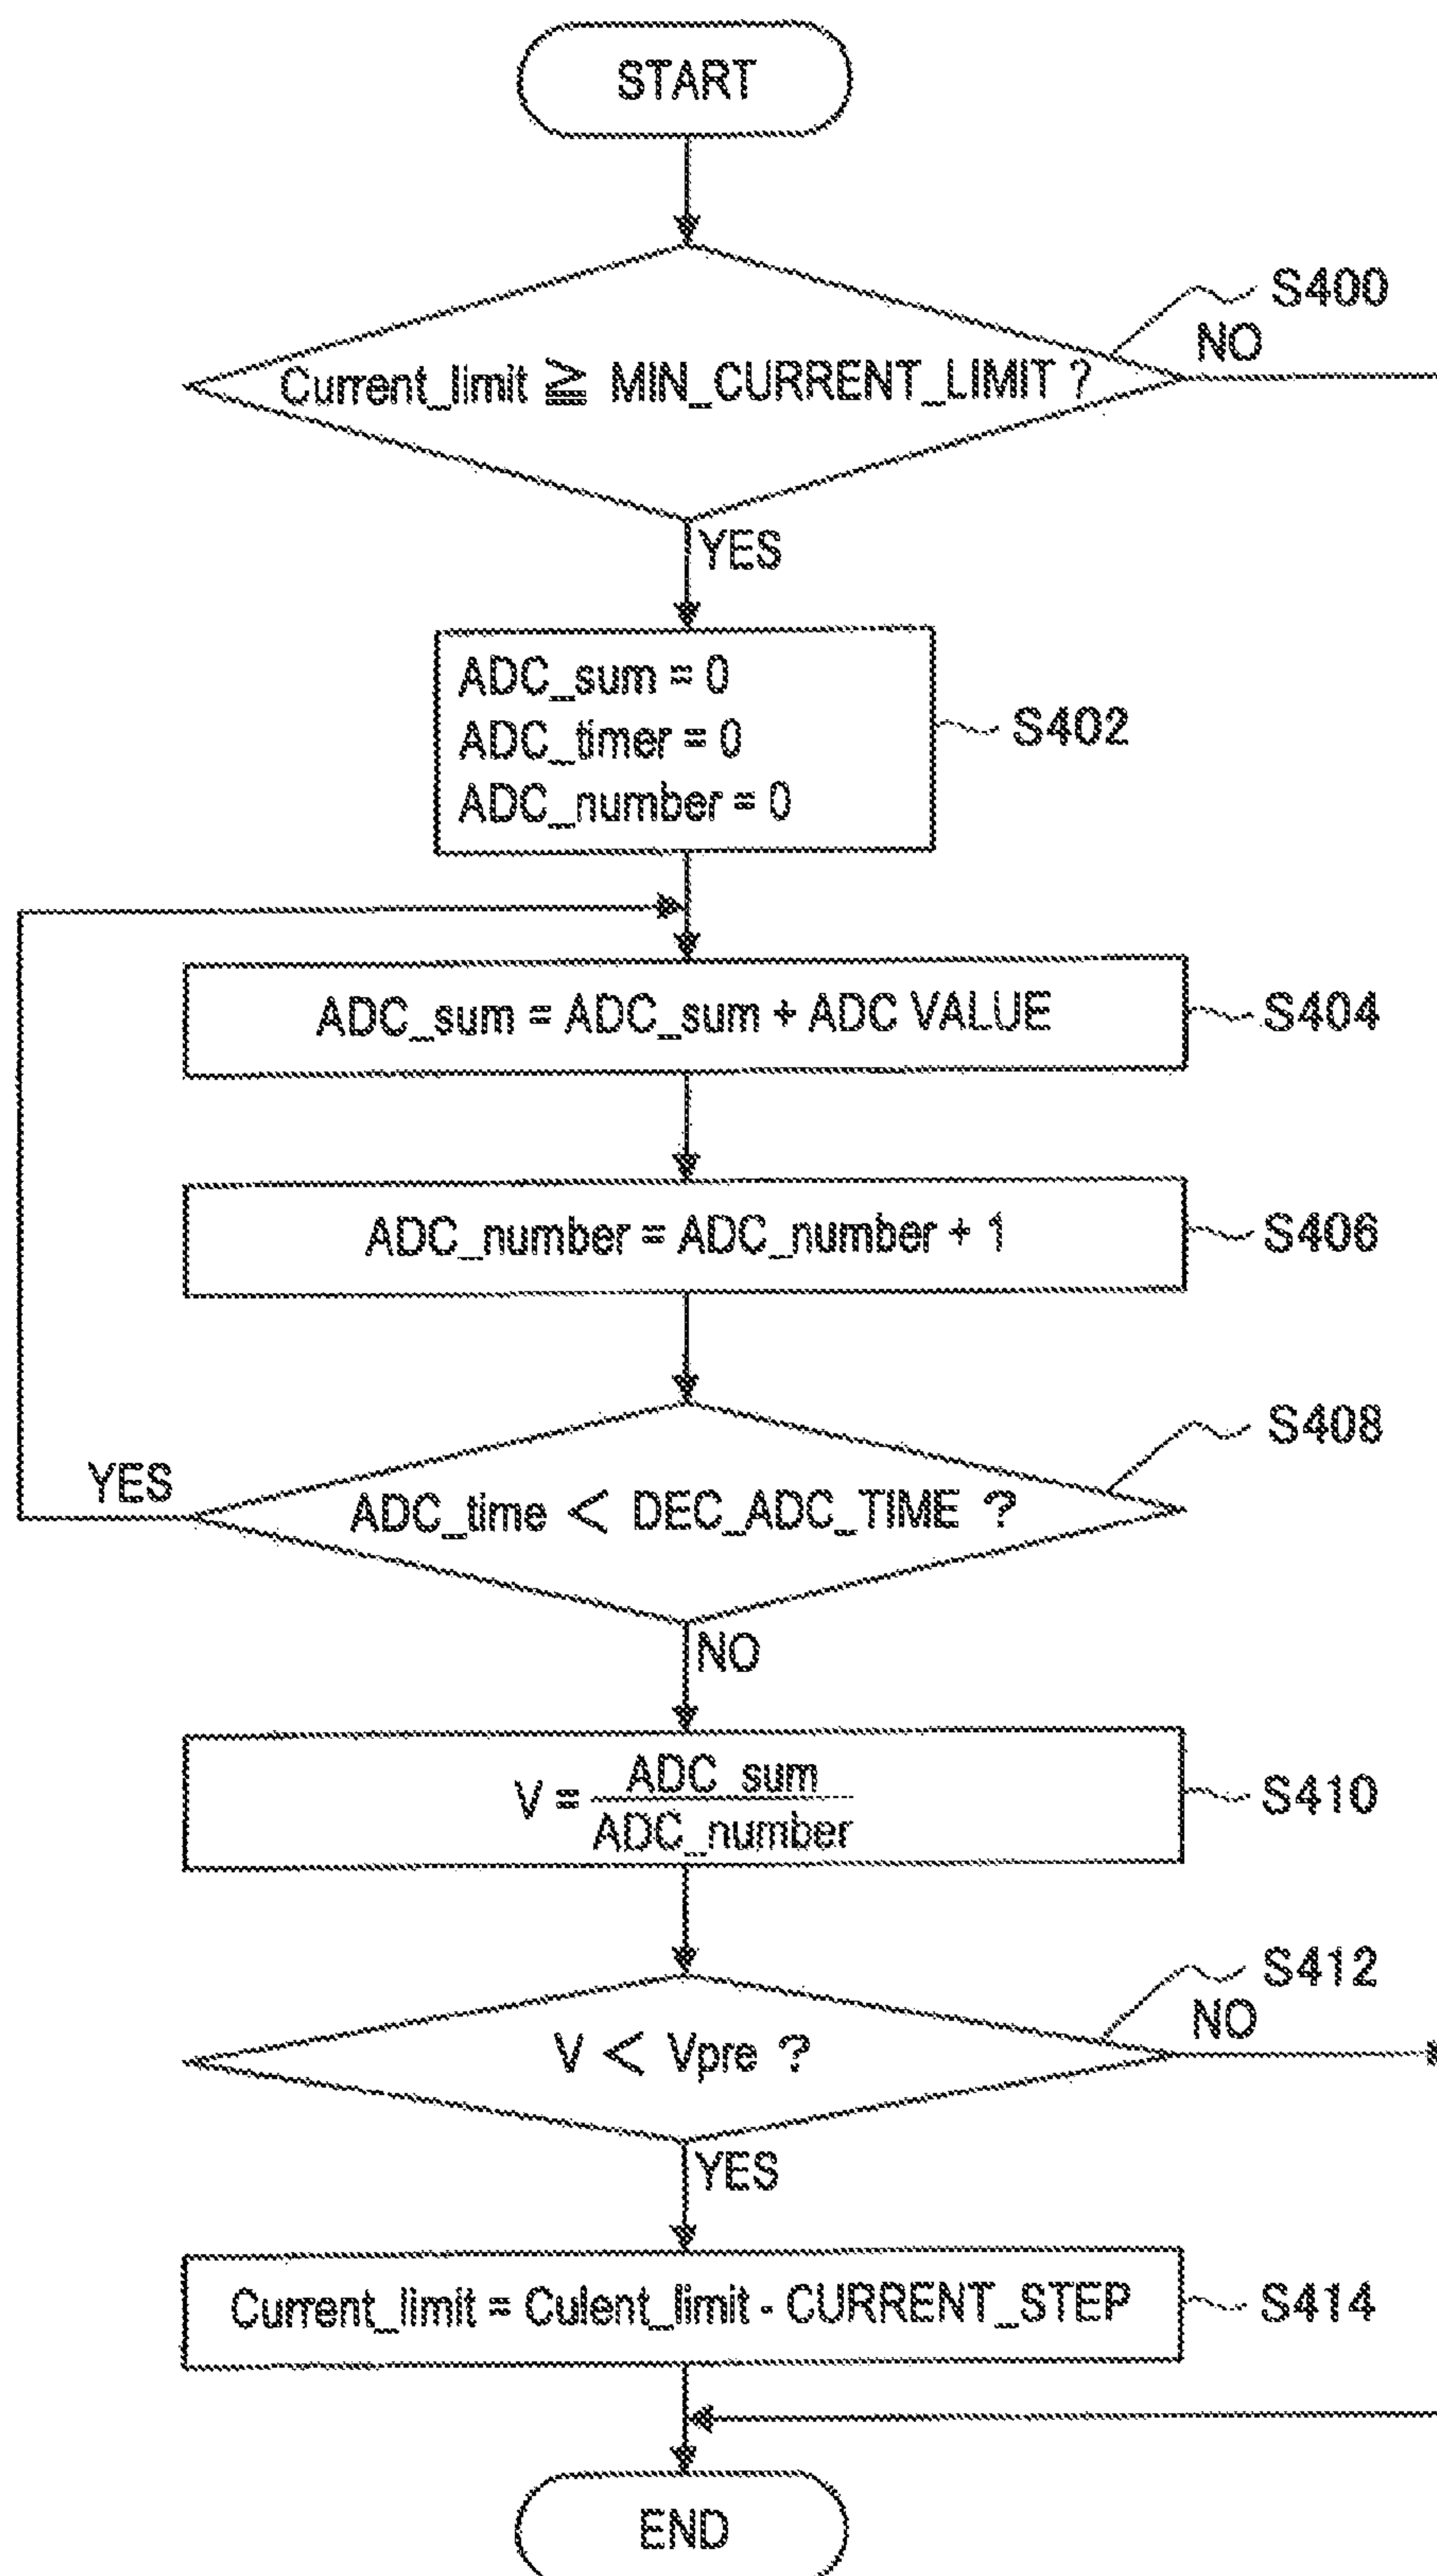 START
S400
NO
Current_limit ≧ MIN_CURRENT_LIMIT ?
YES
ADC_sum = 0
ADC_timer = 0
ADC_number = 0
S402
ADC_sum = ADC_sum + ADC VALUE
S404
ADC_number = ADC_number + 1
S406
S408
YES
ADC_time < DEC_ADC_TIME ?
NO
V = ADC_sum
ADC_number
S410
S412
NO
V < Vpre ?
YES
Current_limit = Culent_limit - CURRENT_STEP
S414
END